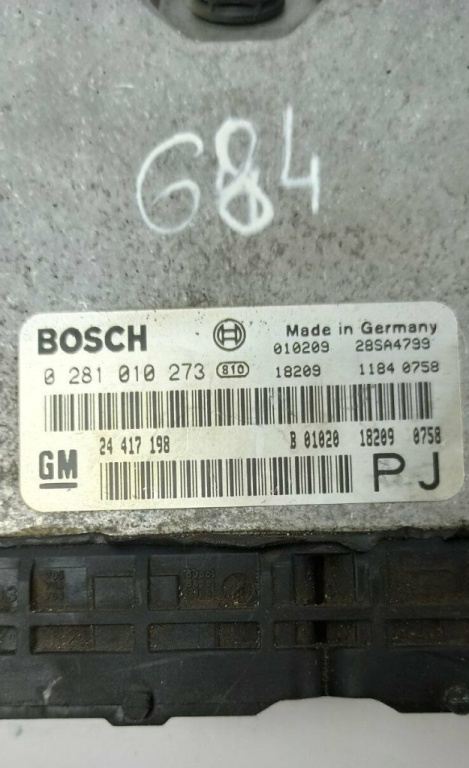 684
BOSCH Made in Germany
010209 28SA4799
0 281 010 273 810 18209 1184 0758
24 417 198 B 01020 18209 0758
GM PJ